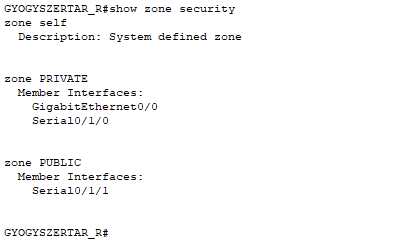 GYOGYSZERTAR_R#show zone security
zone self
Description: System defined zone
zone PRIVATE
Member Interfaces:
GigabitEthernet0/0
Serial0/1/0
zone PUBLIC
Member Interfaces:
Serial0/1/1
GYOGYSZERTAR_R#